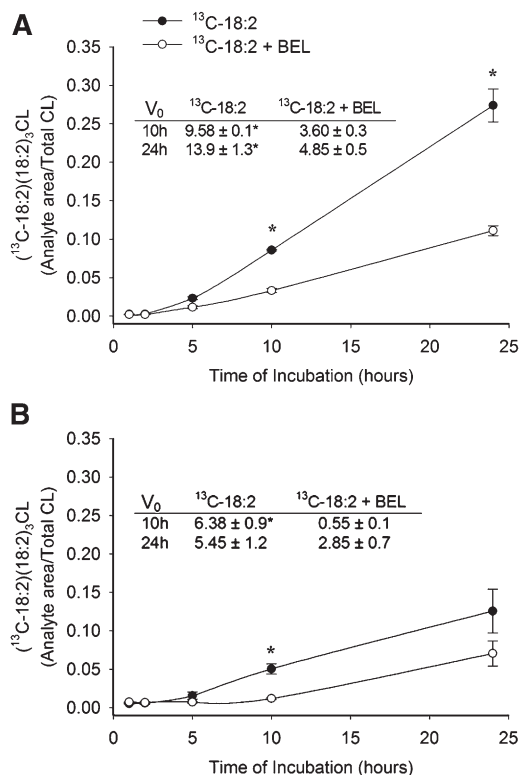 A
¹³C-18:2
¹³C-18:2 + BEL
0.35
0.30
0.25
0.20
0.15
0.10
0.05
0.00
(¹³C-18:2)(18:2)₃CL
(Analyte area/Total CL)
V₀ ¹³C-18:2 ¹³C-18:2 + BEL
10h 9.58 ± 0.1* 3.60 ± 0.3
24h 13.9 ± 1.3* 4.85 ± 0.5
*
*
0 5 10 15 20 25
Time of Incubation (hours)
B
0.35
0.30
0.25
0.20
0.15
0.10
0.05
0.00
(¹³C-18:2)(18:2)₃CL
(Analyte area/Total CL)
V₀ ¹³C-18:2 ¹³C-18:2 + BEL
10h 6.38 ± 0.9* 0.55 ± 0.1
24h 5.45 ± 1.2 2.85 ± 0.7
*
0 5 10 15 20 25
Time of Incubation (hours)